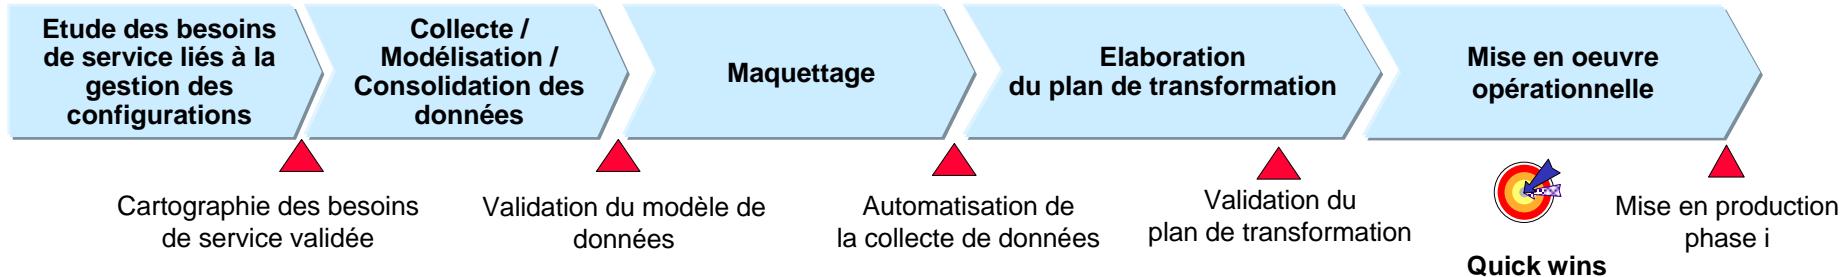 Etude des besoins
de service liés à la
gestion des
configurations
Collecte /
Modélisation /
Consolidation des
données
Maquettage
Elaboration
du plan de transformation
Mise en oeuvre
opérationnelle
Cartographie des besoins
de service validée
Validation du modèle de
données
Automatisation de
la collecte de données
Validation du
plan de transformation
Quick wins
Mise en production
phase i